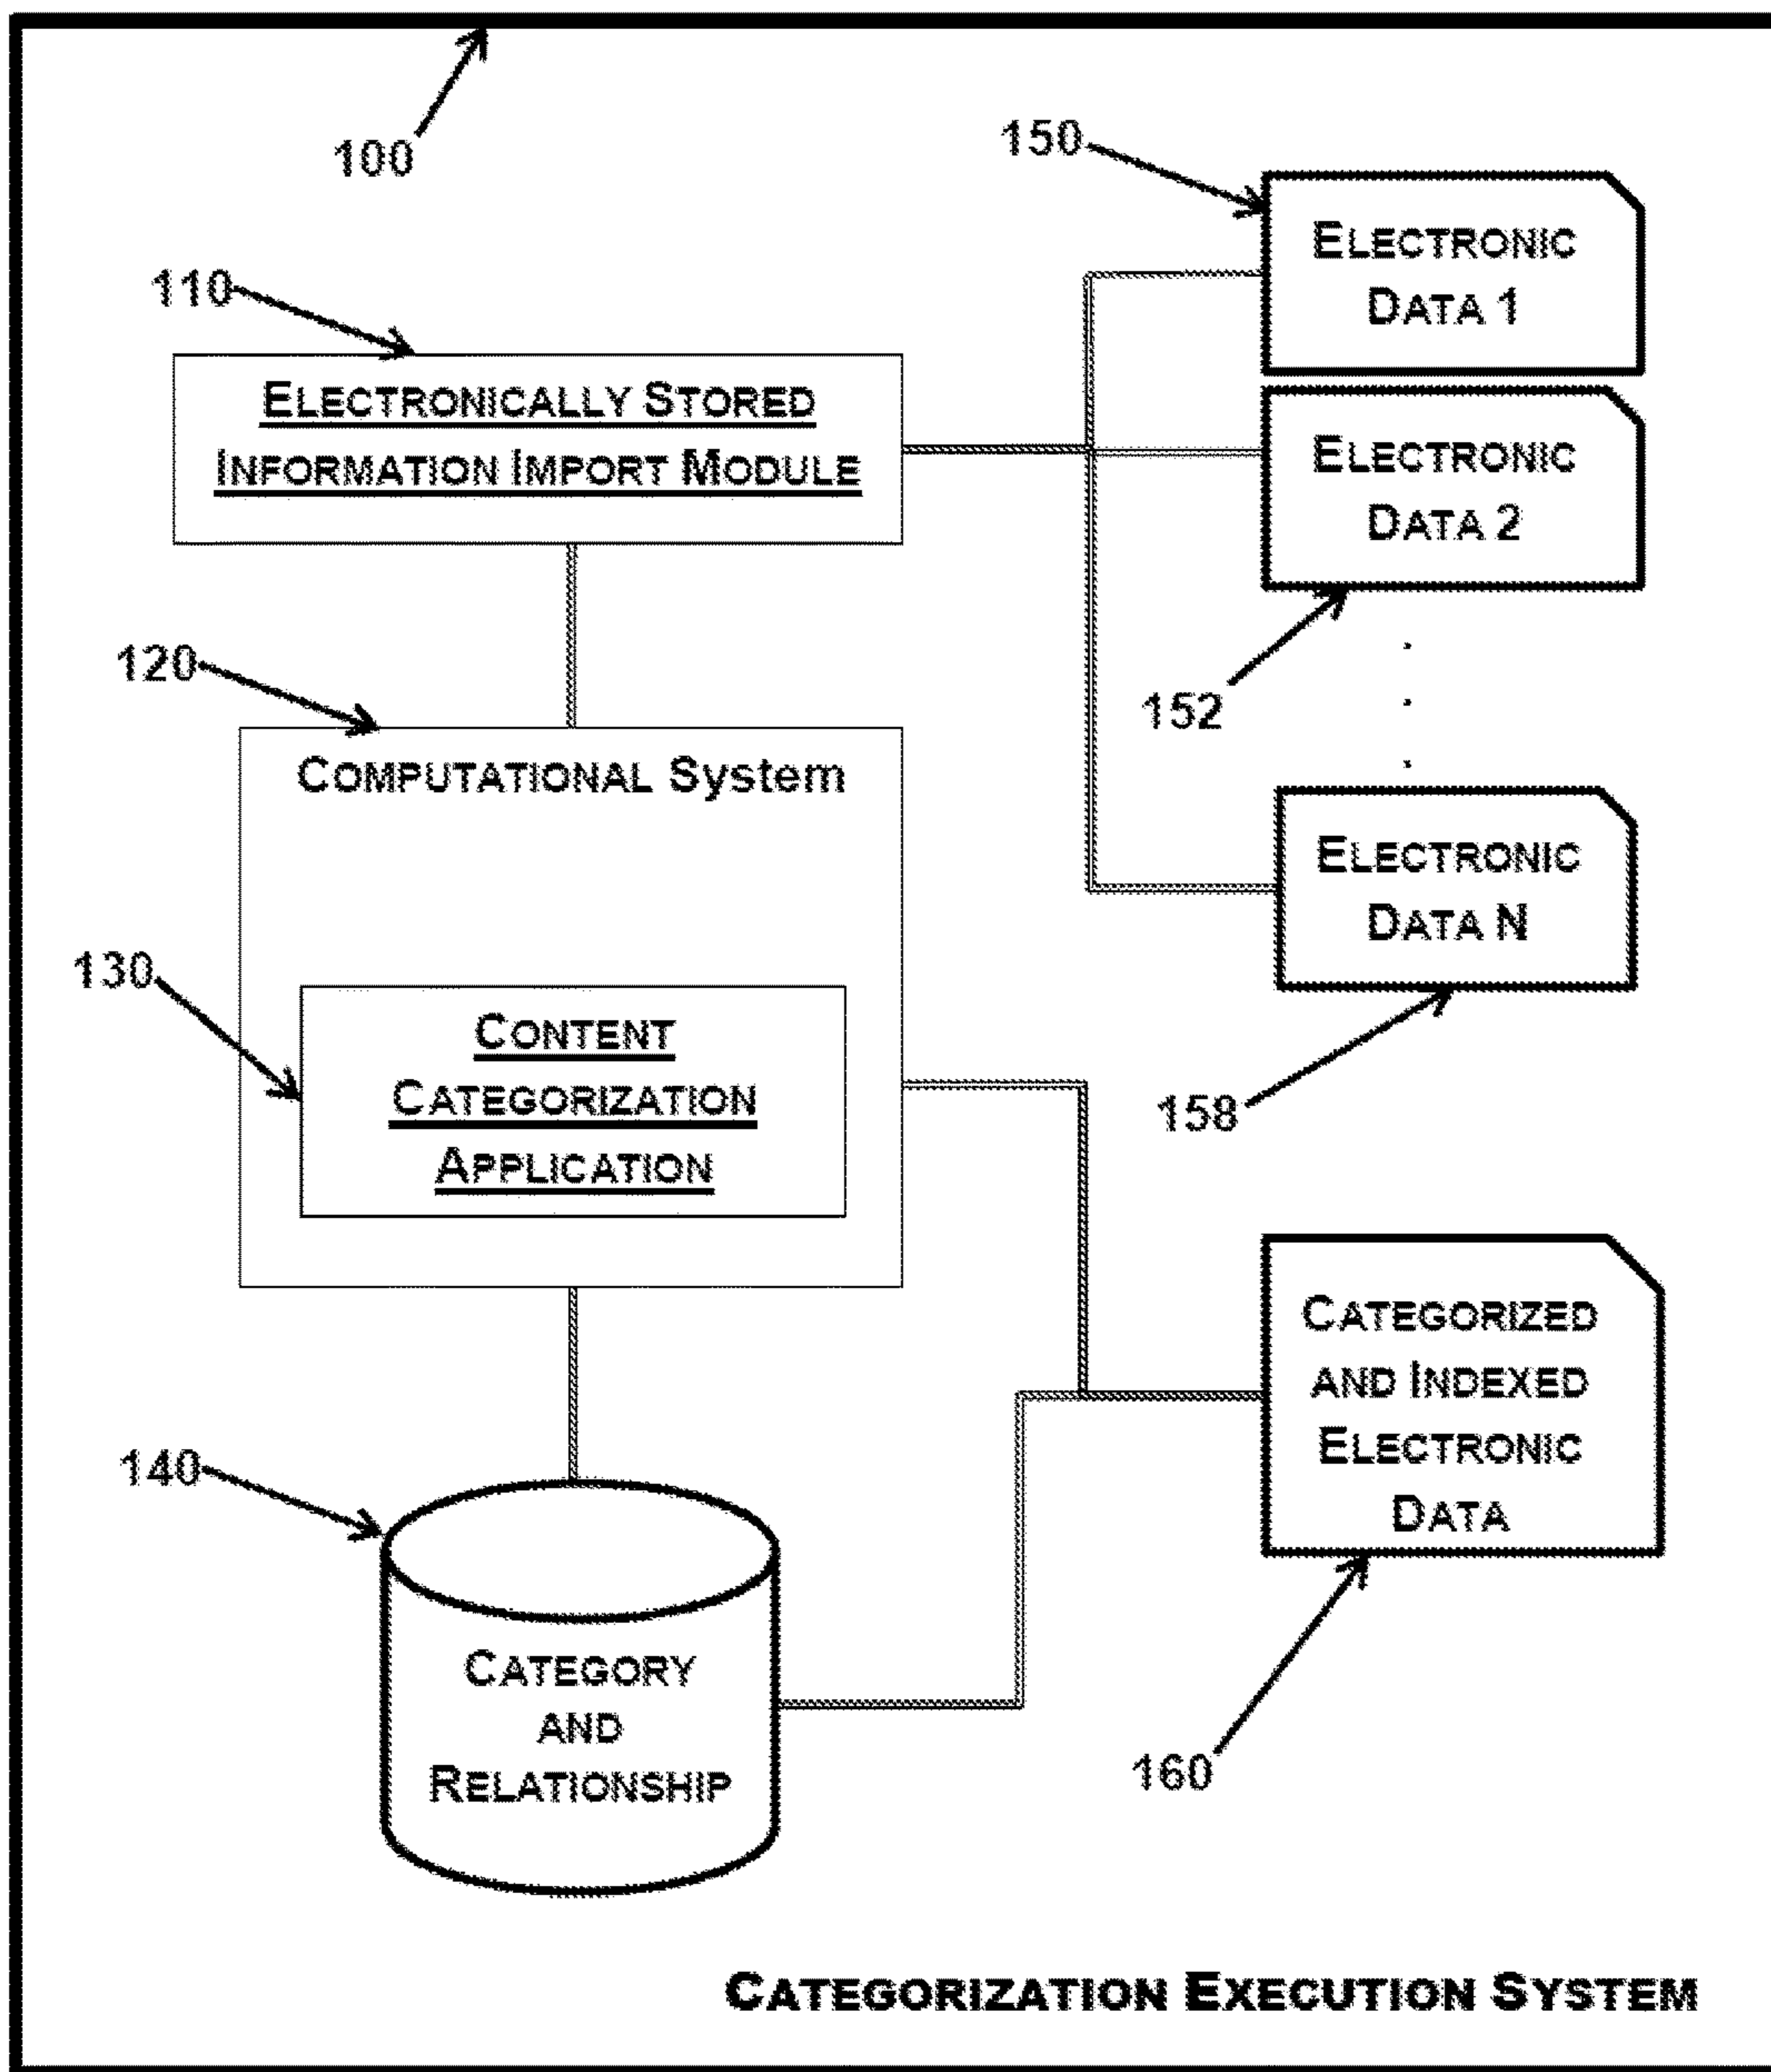 100
150
ELECTRONIC
DATA 1
110
ELECTRONICALLY STORED
INFORMATION IMPORT MODULE
ELECTRONIC
DATA 2
152
.
.
.
120
COMPUTATIONAL System
ELECTRONIC
DATA N
158
130
CONTENT
CATEGORIZATION
APPLICATION
CATEGORIZED
AND INDEXED
ELECTRONIC
DATA
160
140
CATEGORY
AND
RELATIONSHIP
CATEGORIZATION EXECUTION SYSTEM